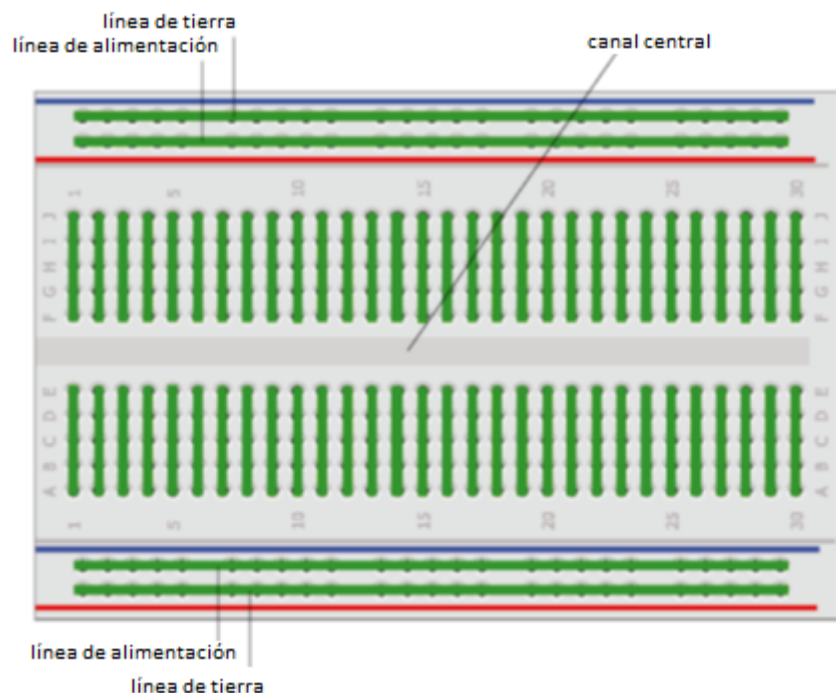 línea de tierra
línea de alimentación
canal central
1 5 10 15 20 25 30
J J
I I
H H
G G
F F
E E
D D
C C
B B
A A
1 5 10 15 20 25 30
línea de alimentación
línea de tierra